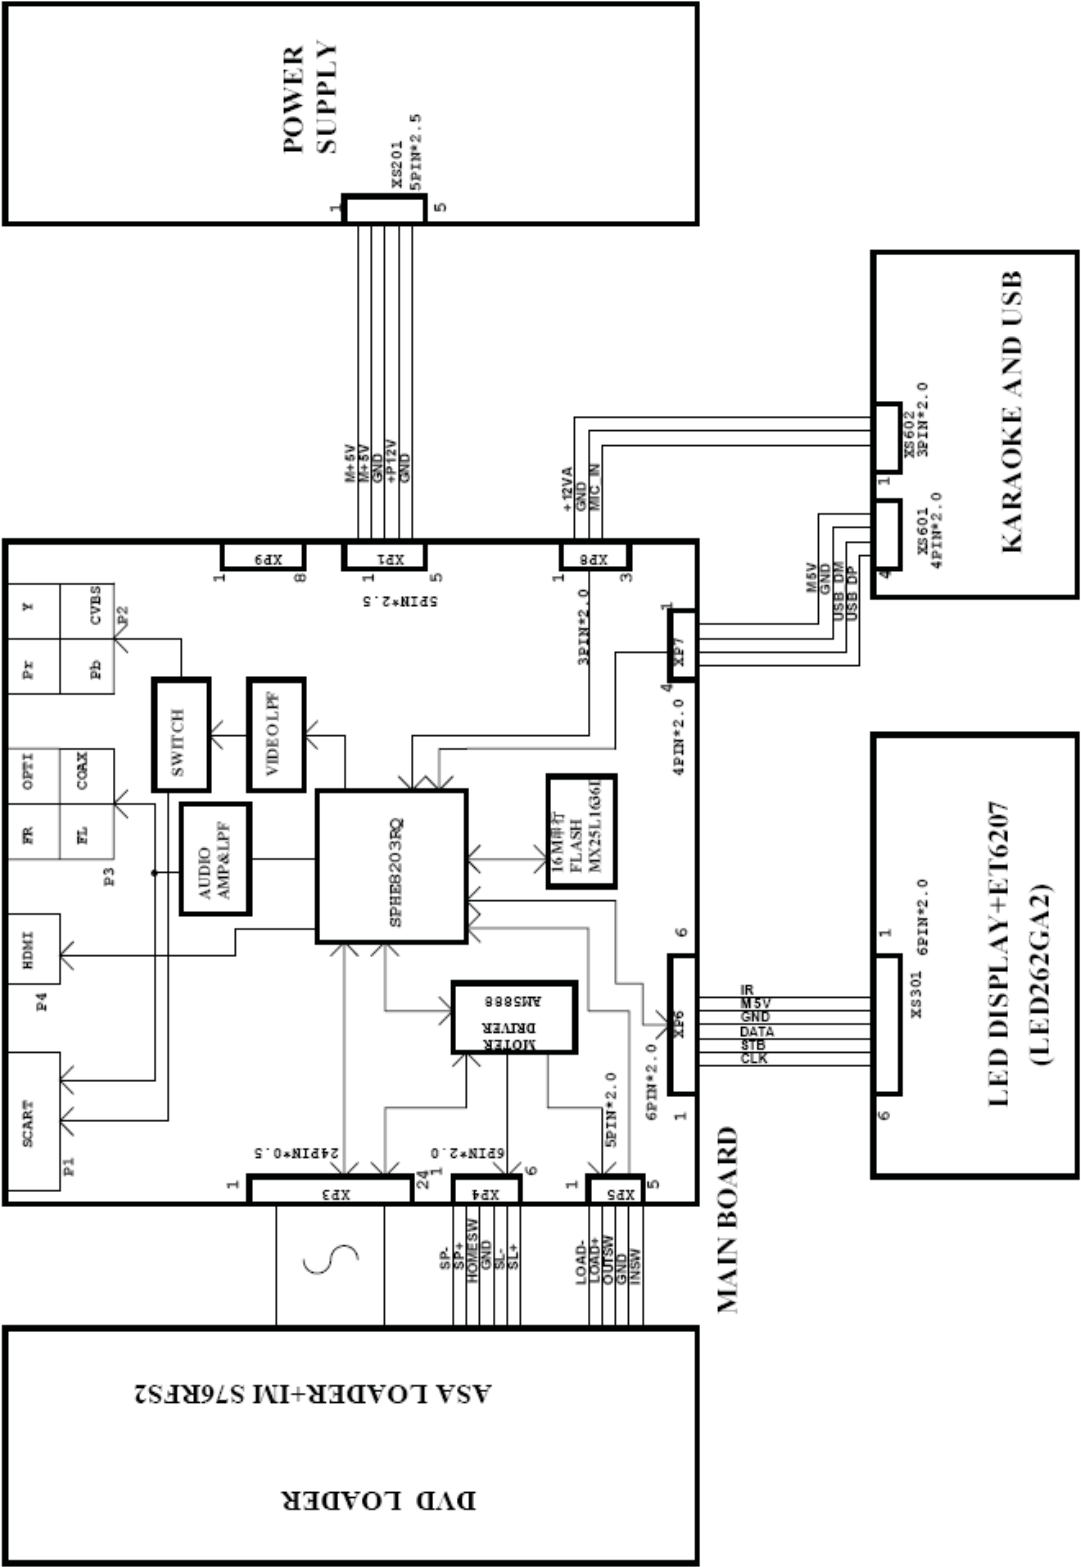 POWER
SUPPLY
1
XS201
5PIN*2.5
5
M+5V
M+5V
GND
+P12V
GND
KARAOKE AND USB
XS602
3PIN*2.0
1
XS601
4PIN*2.0
4
+12VA
GND
MIC IN
M5V
GND
USB DM
USB DP
XP9
1
8
XP1
1
5
5PIN*2.5
XP8
1
3
3PIN*2.0
XP7
1
4
4PIN*2.0
Y
CVBS
P2
Pr
Pb
OPTI
COAX
FR
FL
P3
HDMI
P4
SCART
P1
SWITCH
VIDEO LPF
AUDIO
AMP&LPF
SPHE8203RQ
16M串行
FLASH
MX25L1636D
MOTER
DRIVER
AM5888
XP6
6
1
6PIN*2.0
IR
M5V
GND
DATA
STB
CLK
XS301
1
6
6PIN*2.0
LED DISPLAY+ET6207
(LED262GA2)
XP3
1
24
24PIN*0.5
XP4
1
6
6PIN*2.0
XP5
1
5
5PIN*2.0
SP-
SP+
HOMESW
GND
SL-
SL+
LOAD-
LOAD+
OUTSW
GND
INSW
MAIN BOARD
ASA LOADER+IM S76RFS2
DVD LOADER